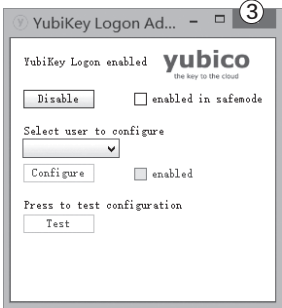 YubiKey Logon Ad...
③
YubiKey Logon enabled
yubico
the key to the cloud
Disable
enabled in safemode
Select user to configure
Configure
enabled
Press to test configuration
Test